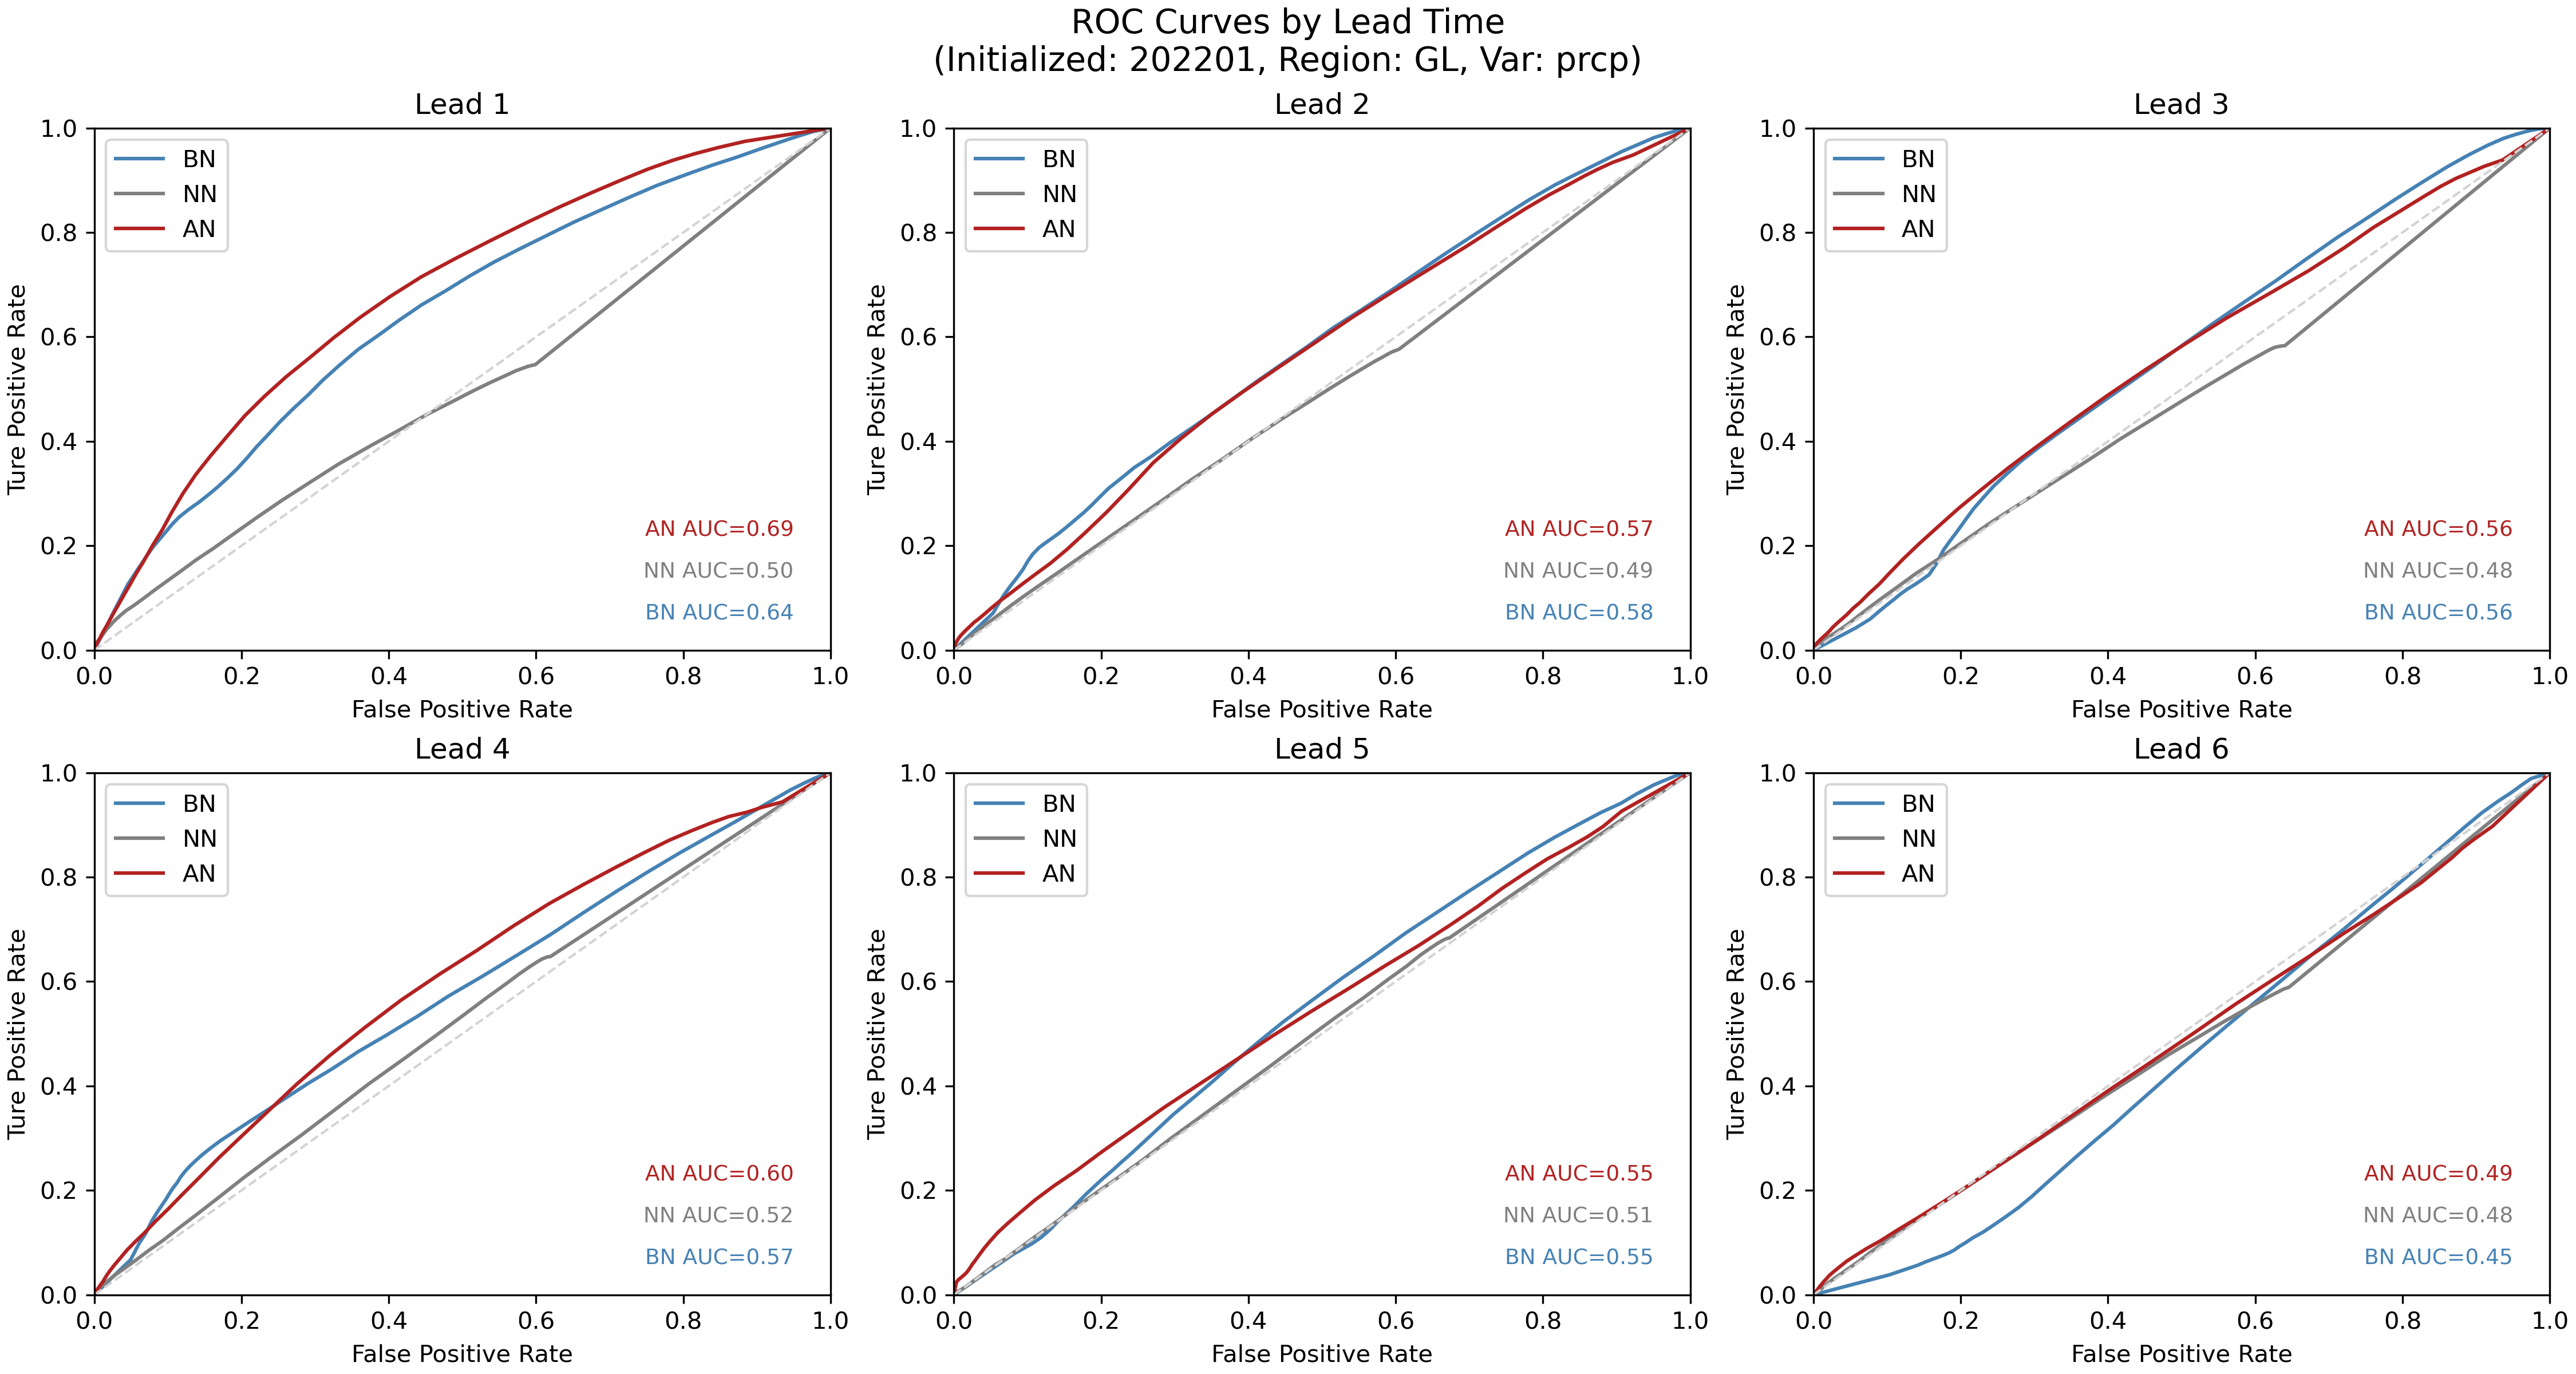 ROC Curves by Lead Time
(Initialized: 202201, Region: GL, Var: prcp)
Lead 1
1.0
0.8
0.6
0.4
0.2
0.0
Ture Positive Rate
BN
NN
AN
AN AUC=0.69
NN AUC=0.50
BN AUC=0.64
0.0 0.2 0.4 0.6 0.8 1.0
False Positive Rate
Lead 2
1.0
0.8
0.6
0.4
0.2
0.0
Ture Positive Rate
BN
NN
AN
AN AUC=0.57
NN AUC=0.49
BN AUC=0.58
0.0 0.2 0.4 0.6 0.8 1.0
False Positive Rate
Lead 3
1.0
0.8
0.6
0.4
0.2
0.0
Ture Positive Rate
BN
NN
AN
AN AUC=0.56
NN AUC=0.48
BN AUC=0.56
0.0 0.2 0.4 0.6 0.8 1.0
False Positive Rate
Lead 4
1.0
0.8
0.6
0.4
0.2
0.0
Ture Positive Rate
BN
NN
AN
AN AUC=0.60
NN AUC=0.52
BN AUC=0.57
0.0 0.2 0.4 0.6 0.8 1.0
False Positive Rate
Lead 5
1.0
0.8
0.6
0.4
0.2
0.0
Ture Positive Rate
BN
NN
AN
AN AUC=0.55
NN AUC=0.51
BN AUC=0.55
0.0 0.2 0.4 0.6 0.8 1.0
False Positive Rate
Lead 6
1.0
0.8
0.6
0.4
0.2
0.0
Ture Positive Rate
BN
NN
AN
AN AUC=0.49
NN AUC=0.48
BN AUC=0.45
0.0 0.2 0.4 0.6 0.8 1.0
False Positive Rate